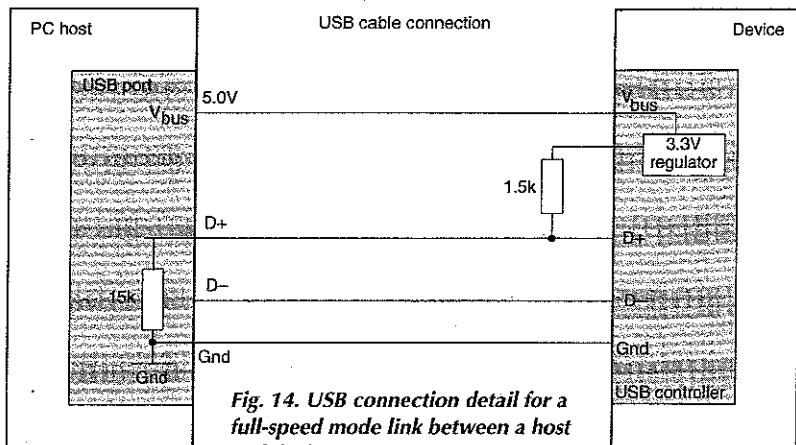 PC host
USB cable connection
Device
USB port
Vbus
5.0V
Vbus
3.3V
regulator
1.5k
D+
D+
15k
D–
D–
Gnd
Gnd
Gnd
USB controller
Fig. 14. USB connection detail for a
full-speed mode link between a host